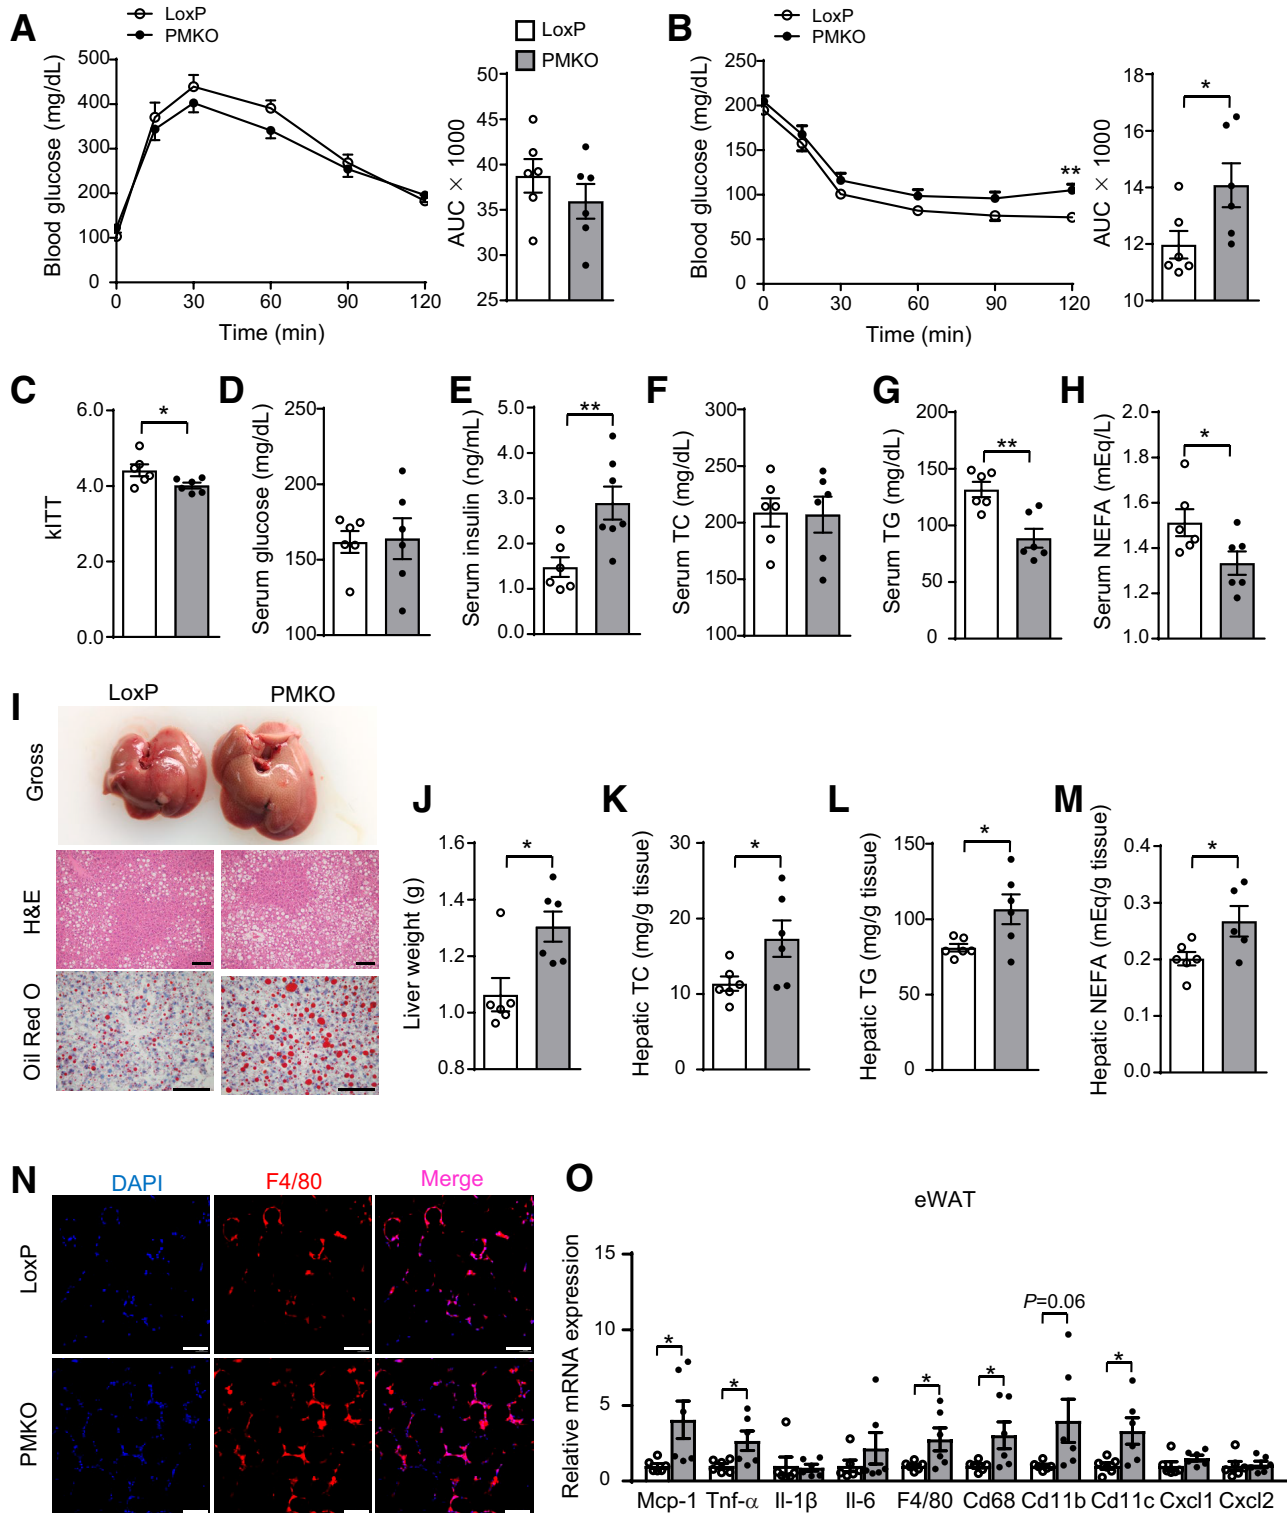 A
LoxP
PMKO
Blood glucose (mg/dL)
500
400
300
200
100
0
0
30
60
90
120
Time (min)
LoxP
PMKO
AUC × 1000
50
45
40
35
30
25
B
LoxP
PMKO
Blood glucose (mg/dL)
250
200
150
100
50
0
**
0
30
60
90
120
Time (min)
AUC × 1000
18
16
14
12
10
*
C
kITT
6.0
4.0
2.0
0.0
*
D
Serum glucose (mg/dL)
250
200
150
100
E
Serum insulin (ng/mL)
5.0
4.0
3.0
2.0
1.0
0.0
**
F
Serum TC (mg/dL)
300
250
200
150
100
G
Serum TG (mg/dL)
200
150
100
50
0
**
H
Serum NEFA (mEq/L)
2.0
1.8
1.6
1.4
1.2
1.0
*
I
LoxP
PMKO
Gross
H&E
Oil Red O
J
Liver weight (g)
1.6
1.4
1.2
1.0
0.8
*
K
Hepatic TC (mg/g tissue)
30
20
10
0
*
L
Hepatic TG (mg/g tissue)
150
100
50
0
*
M
Hepatic NEFA (mEq/g tissue)
0.4
0.3
0.2
0.1
0.0
*
N
DAPI
F4/80
Merge
LoxP
PMKO
O
eWAT
Relative mRNA expression
15
10
5
0
*
*
*
*
P=0.06
*
Mcp-1
Tnf-α
Il-1β
Il-6
F4/80
Cd68
Cd11b
Cd11c
Cxcl1
Cxcl2